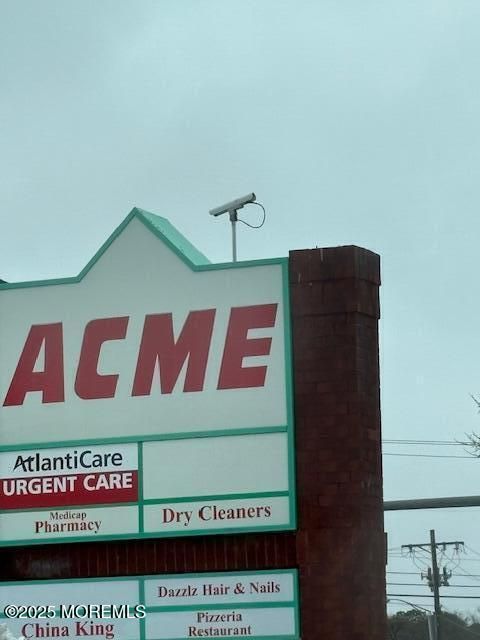 ACME
AtlantiCare
URGENT CARE
Medicap
Pharmacy
Dry Cleaners
Dazzlz Hair & Nails
China King
Pizzeria
Restaurant
©2025 MOREMLS